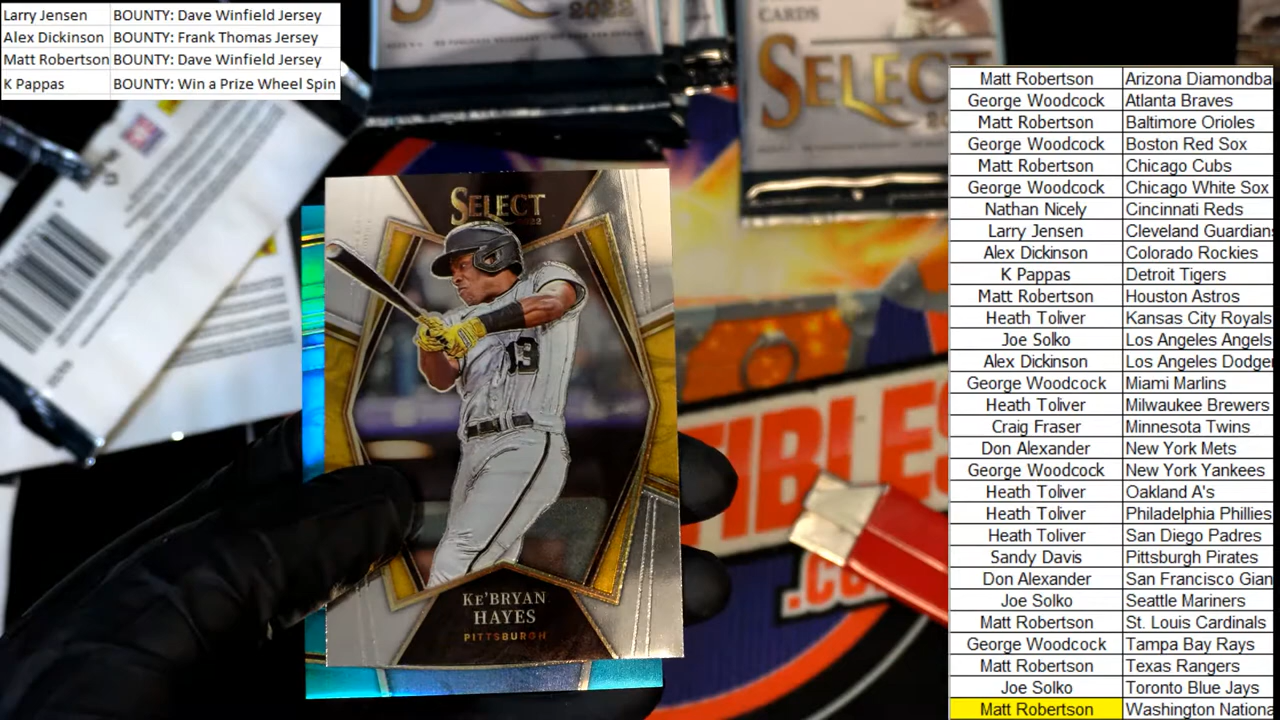 Larry Jensen BOUNTY: Dave Winfield Jersey
Alex Dickinson BOUNTY: Frank Thomas Jersey
Matt Robertson BOUNTY: Dave Winfield Jersey
K Pappas BOUNTY: Win a Prize Wheel Spin
2022
CARDS
SELECT
SELECT
2022
KE'BRYAN
HAYES
PITTSBURGH
13
TIBLES
.CO
Matt Robertson Arizona Diamondba
George Woodcock Atlanta Braves
Matt Robertson Baltimore Orioles
George Woodcock Boston Red Sox
Matt Robertson Chicago Cubs
George Woodcock Chicago White Sox
Nathan Nicely Cincinnati Reds
Larry Jensen Cleveland Guardians
Alex Dickinson Colorado Rockies
K Pappas Detroit Tigers
Matt Robertson Houston Astros
Heath Toliver Kansas City Royals
Joe Solko Los Angeles Angels
Alex Dickinson Los Angeles Dodge
George Woodcock Miami Marlins
Heath Toliver Milwaukee Brewers
Craig Fraser Minnesota Twins
Don Alexander New York Mets
George Woodcock New York Yankees
Heath Toliver Oakland A's
Heath Toliver Philadelphia Phillies
Heath Toliver San Diego Padres
Sandy Davis Pittsburgh Pirates
Don Alexander San Francisco Gian
Joe Solko Seattle Mariners
Matt Robertson St. Louis Cardinals
George Woodcock Tampa Bay Rays
Matt Robertson Texas Rangers
Joe Solko Toronto Blue Jays
Matt Robertson Washington Nationa